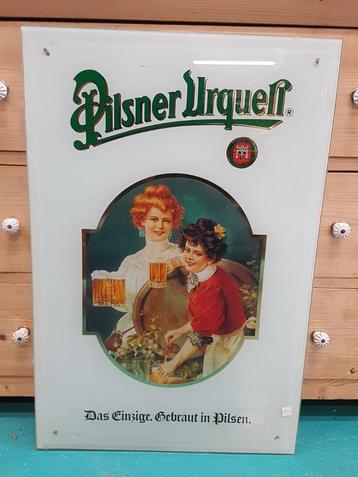 Pilsner Urquell®
Das Einzige. Gebraut in Pilsen.